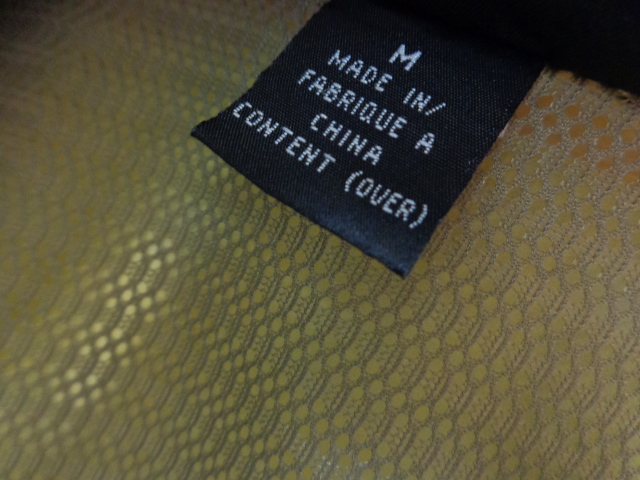 M
MADE IN/
FABRIQUE A
CHINA
CONTENT (OVER)